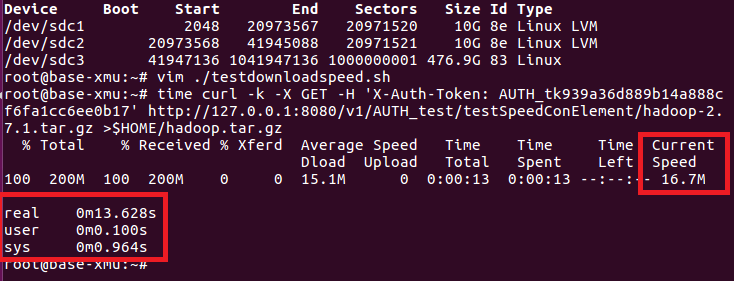 Device Boot Start End Sectors Size Id Type
/dev/sdc1 2048 20973567 20971520 10G 8e Linux LVM
/dev/sdc2 20973568 41945088 20971521 10G 8e Linux LVM
/dev/sdc3 41947136 1041947136 1000000001 476.9G 83 Linux
root@base-xmu:~# vim ./testdownloadspeed.sh
root@base-xmu:~# time curl -k -X GET -H 'X-Auth-Token: AUTH_tk939a36d889b14a888c
f6fa1cc6ee0b17' http://127.0.0.1:8080/v1/AUTH_test/testSpeedConElement/hadoop-2.
7.1.tar.gz >$HOME/hadoop.tar.gz
% Total % Received % Xferd Average Speed Time Time Time Current
Dload Upload Total Spent Left Speed
100 200M 100 200M 0 0 15.1M 0 0:00:13 0:00:13 --:--:-- 16.7M
real 0m13.628s
user 0m0.100s
sys 0m0.964s
root@base-xmu:~#